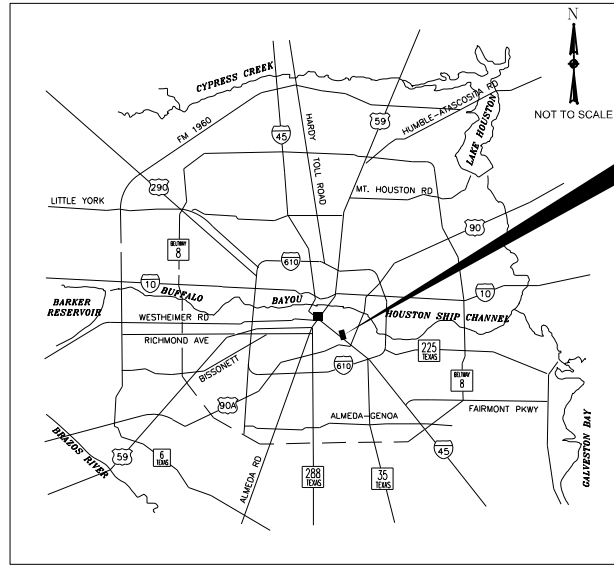 N
NOT TO SCALE
CYPRESS CREEK
FM 1960
45
HARDY
TOLL ROAD
59
HUMBLE-ATASCOSITA RD
LAKE HOUSTON
290
LITTLE YORK
MT. HOUSTON RD
90
BELTWAY
8
610
10
BUFFALO
BAYOU
10
BARKER
RESERVOIR
WESTHEIMER RD
HOUSTON SHIP CHANNEL
RICHMOND AVE
225
TEXAS
BISSONETT
610
BELTWAY
8
90A
ALMEDA-GENOA
FAIRMONT PKWY
BRAZOS RIVER
59
6
TEXAS
ALMEDA RD
288
TEXAS
35
TEXAS
45
GALVESTON BAY